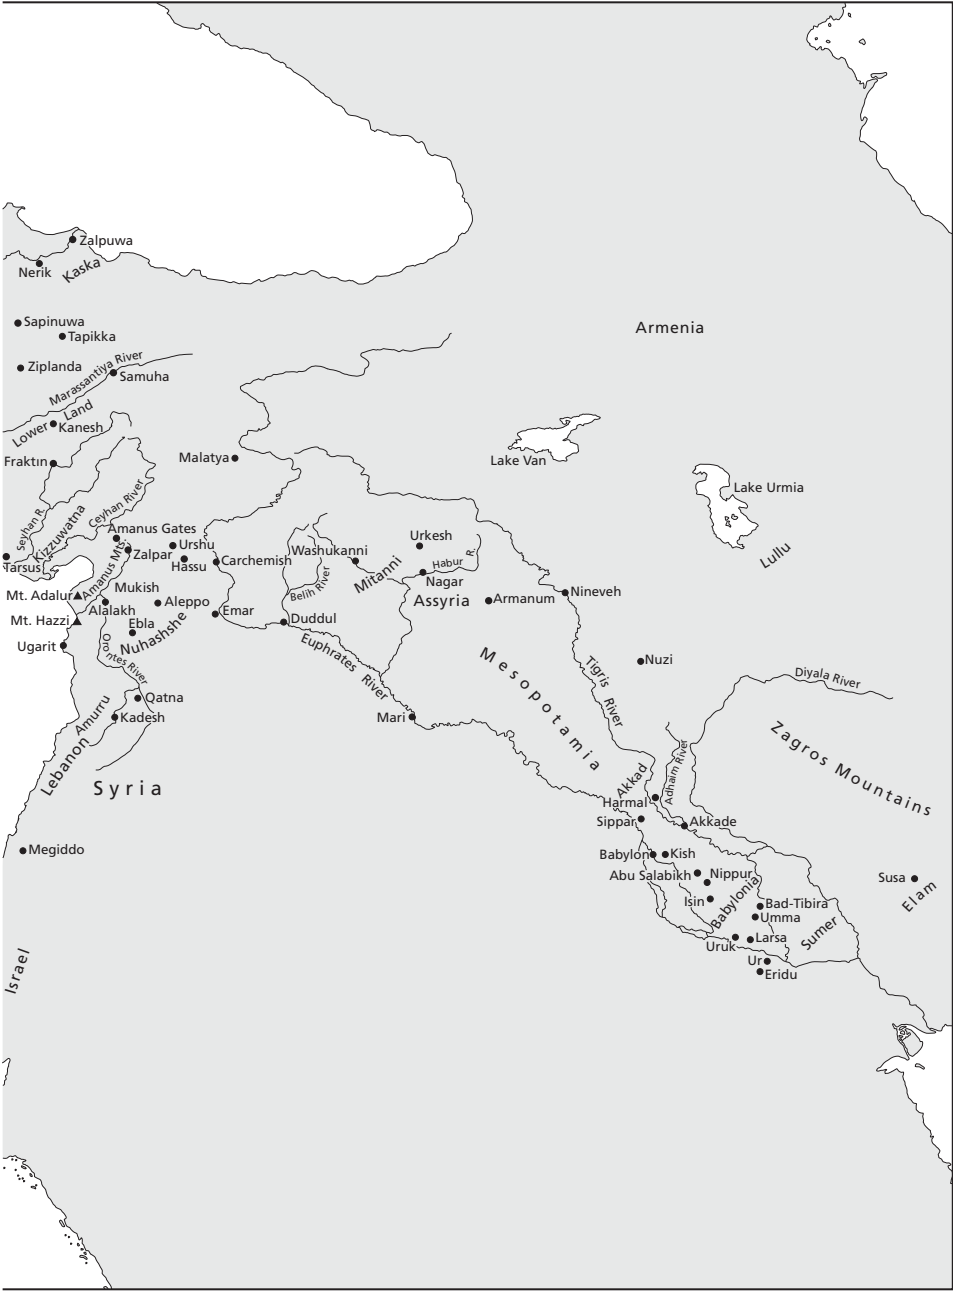 Zalpuwa
Nerik
Kaska
Sapinuwa
Tapikka
Armenia
Ziplanda
Marassantiya River
Samuha
Lower Land
Kanesh
Fraktın
Malatya
Lake Van
Lake Urmia
Seyhan R.
Kizzuwatna
Ceyhan River
Amanus Gates
Tarsus
Amanus Mts.
Zalpar
Urshu
Hassu
Carchemish
Washukanni
Mitanni
Urkesh
Habur R.
Nagar
Lullu
Belih River
Mt. Adalur
Mukish
Alalakh
Aleppo
Emar
Assyria
Armanum
Nineveh
Mt. Hazzi
Ebla
Nuhashshe
Duddul
Ugarit
Orontes River
Euphrates River
Mesopotamia
Tigris River
Nuzi
Diyala River
Qatna
Amurru
Kadesh
Mari
Lebanon
Syria
Zagros Mountains
Akkad
Adhaim River
Harmal
Sippar
Akkade
Megiddo
Babylon
Kish
Abu Salabikh
Nippur
Susa
Elam
Isin
Babylonia
Bad-Tibira
Umma
Sumer
Uruk
Larsa
Ur
Eridu
Israel